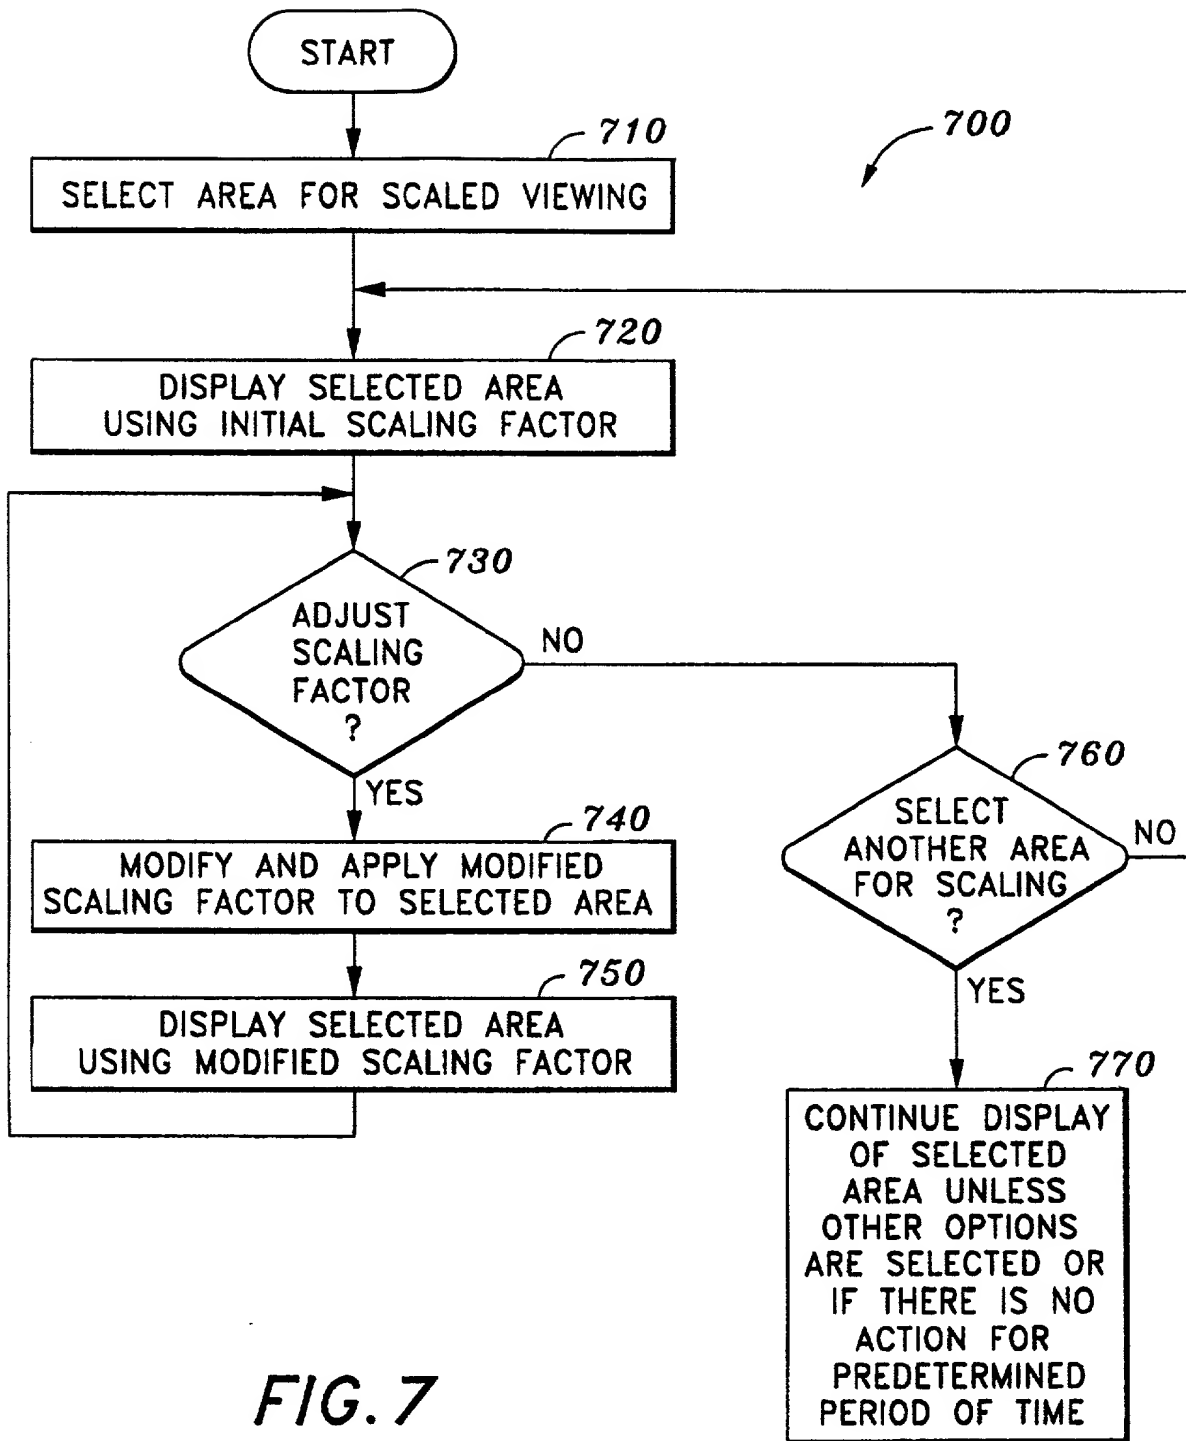 START
710
700
SELECT AREA FOR SCALED VIEWING
720
DISPLAY SELECTED AREA
USING INITIAL SCALING FACTOR
730
ADJUST
SCALING
FACTOR
?
NO
YES
740
MODIFY AND APPLY MODIFIED
SCALING FACTOR TO SELECTED AREA
750
DISPLAY SELECTED AREA
USING MODIFIED SCALING FACTOR
760
SELECT
ANOTHER AREA
FOR SCALING
?
NO
YES
770
CONTINUE DISPLAY
OF SELECTED
AREA UNLESS
OTHER OPTIONS
ARE SELECTED OR
IF THERE IS NO
ACTION FOR
PREDETERMINED
PERIOD OF TIME
FIG. 7